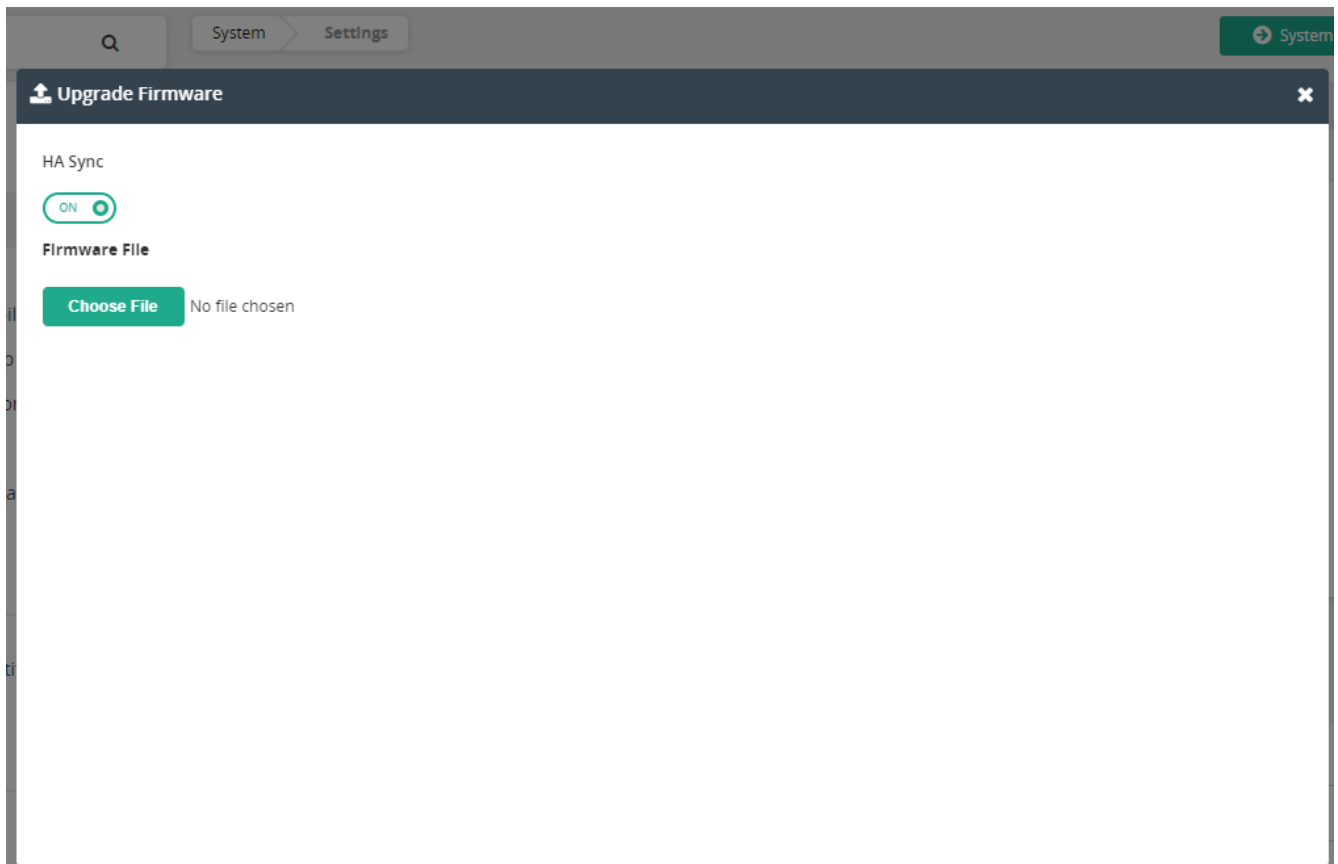 System Settings
System
Upgrade Firmware
HA Sync
ON
Firmware File
Choose File No file chosen